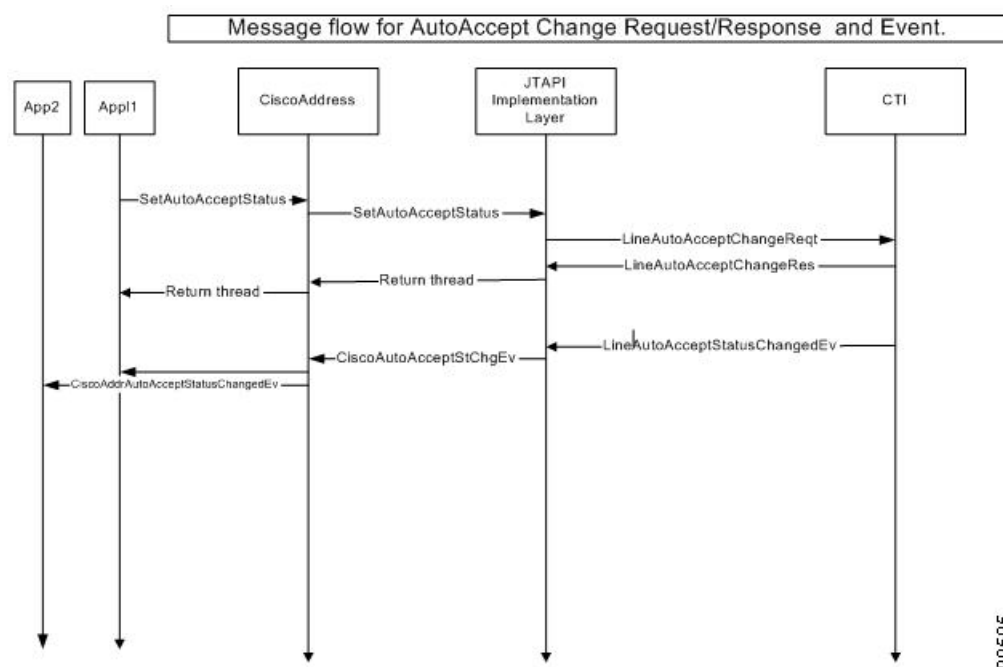 Message flow for AutoAccept Change Request/Response and Event.
App2
Appl1
CiscoAddress
JTAPI
Implementation
Layer
CTI
SetAutoAcceptStatus
SetAutoAcceptStatus
LineAutoAcceptChangeReqt
LineAutoAcceptChangeRes
Return thread
Return thread
LineAutoAcceptStatusChangedEv
CiscoAutoAcceptStChgEv
CiscoAddrAutoAcceptStatusChangedEv